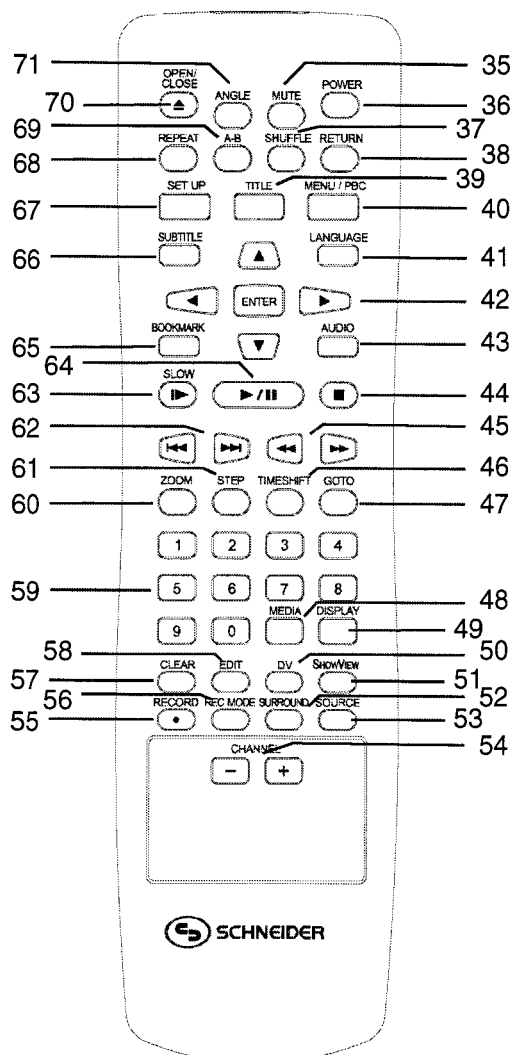 71 35
OPEN/
CLOSE ANGLE MUTE POWER
70 36
69 37
REPEAT A-B SHUFFLE RETURN
68 38
39
SET UP TITLE MENU / PBC
67 40
SUBTITLE LANGUAGE
66 41
ENTER 42
BOOKMARK AUDIO
65 43
64
SLOW
63 44
62 45
61 46
ZOOM STEP TIMESHIFT GOTO
60 47
1 2 3 4
59 5 6 7 8
48
MEDIA DISPLAY
9 0
49
58 50
CLEAR EDIT DV SHOWVIEW
57 51
56 52
RECORD REC MODE SURROUND SOURCE
55 53
CHANNEL 54
- +
SCHNEIDER